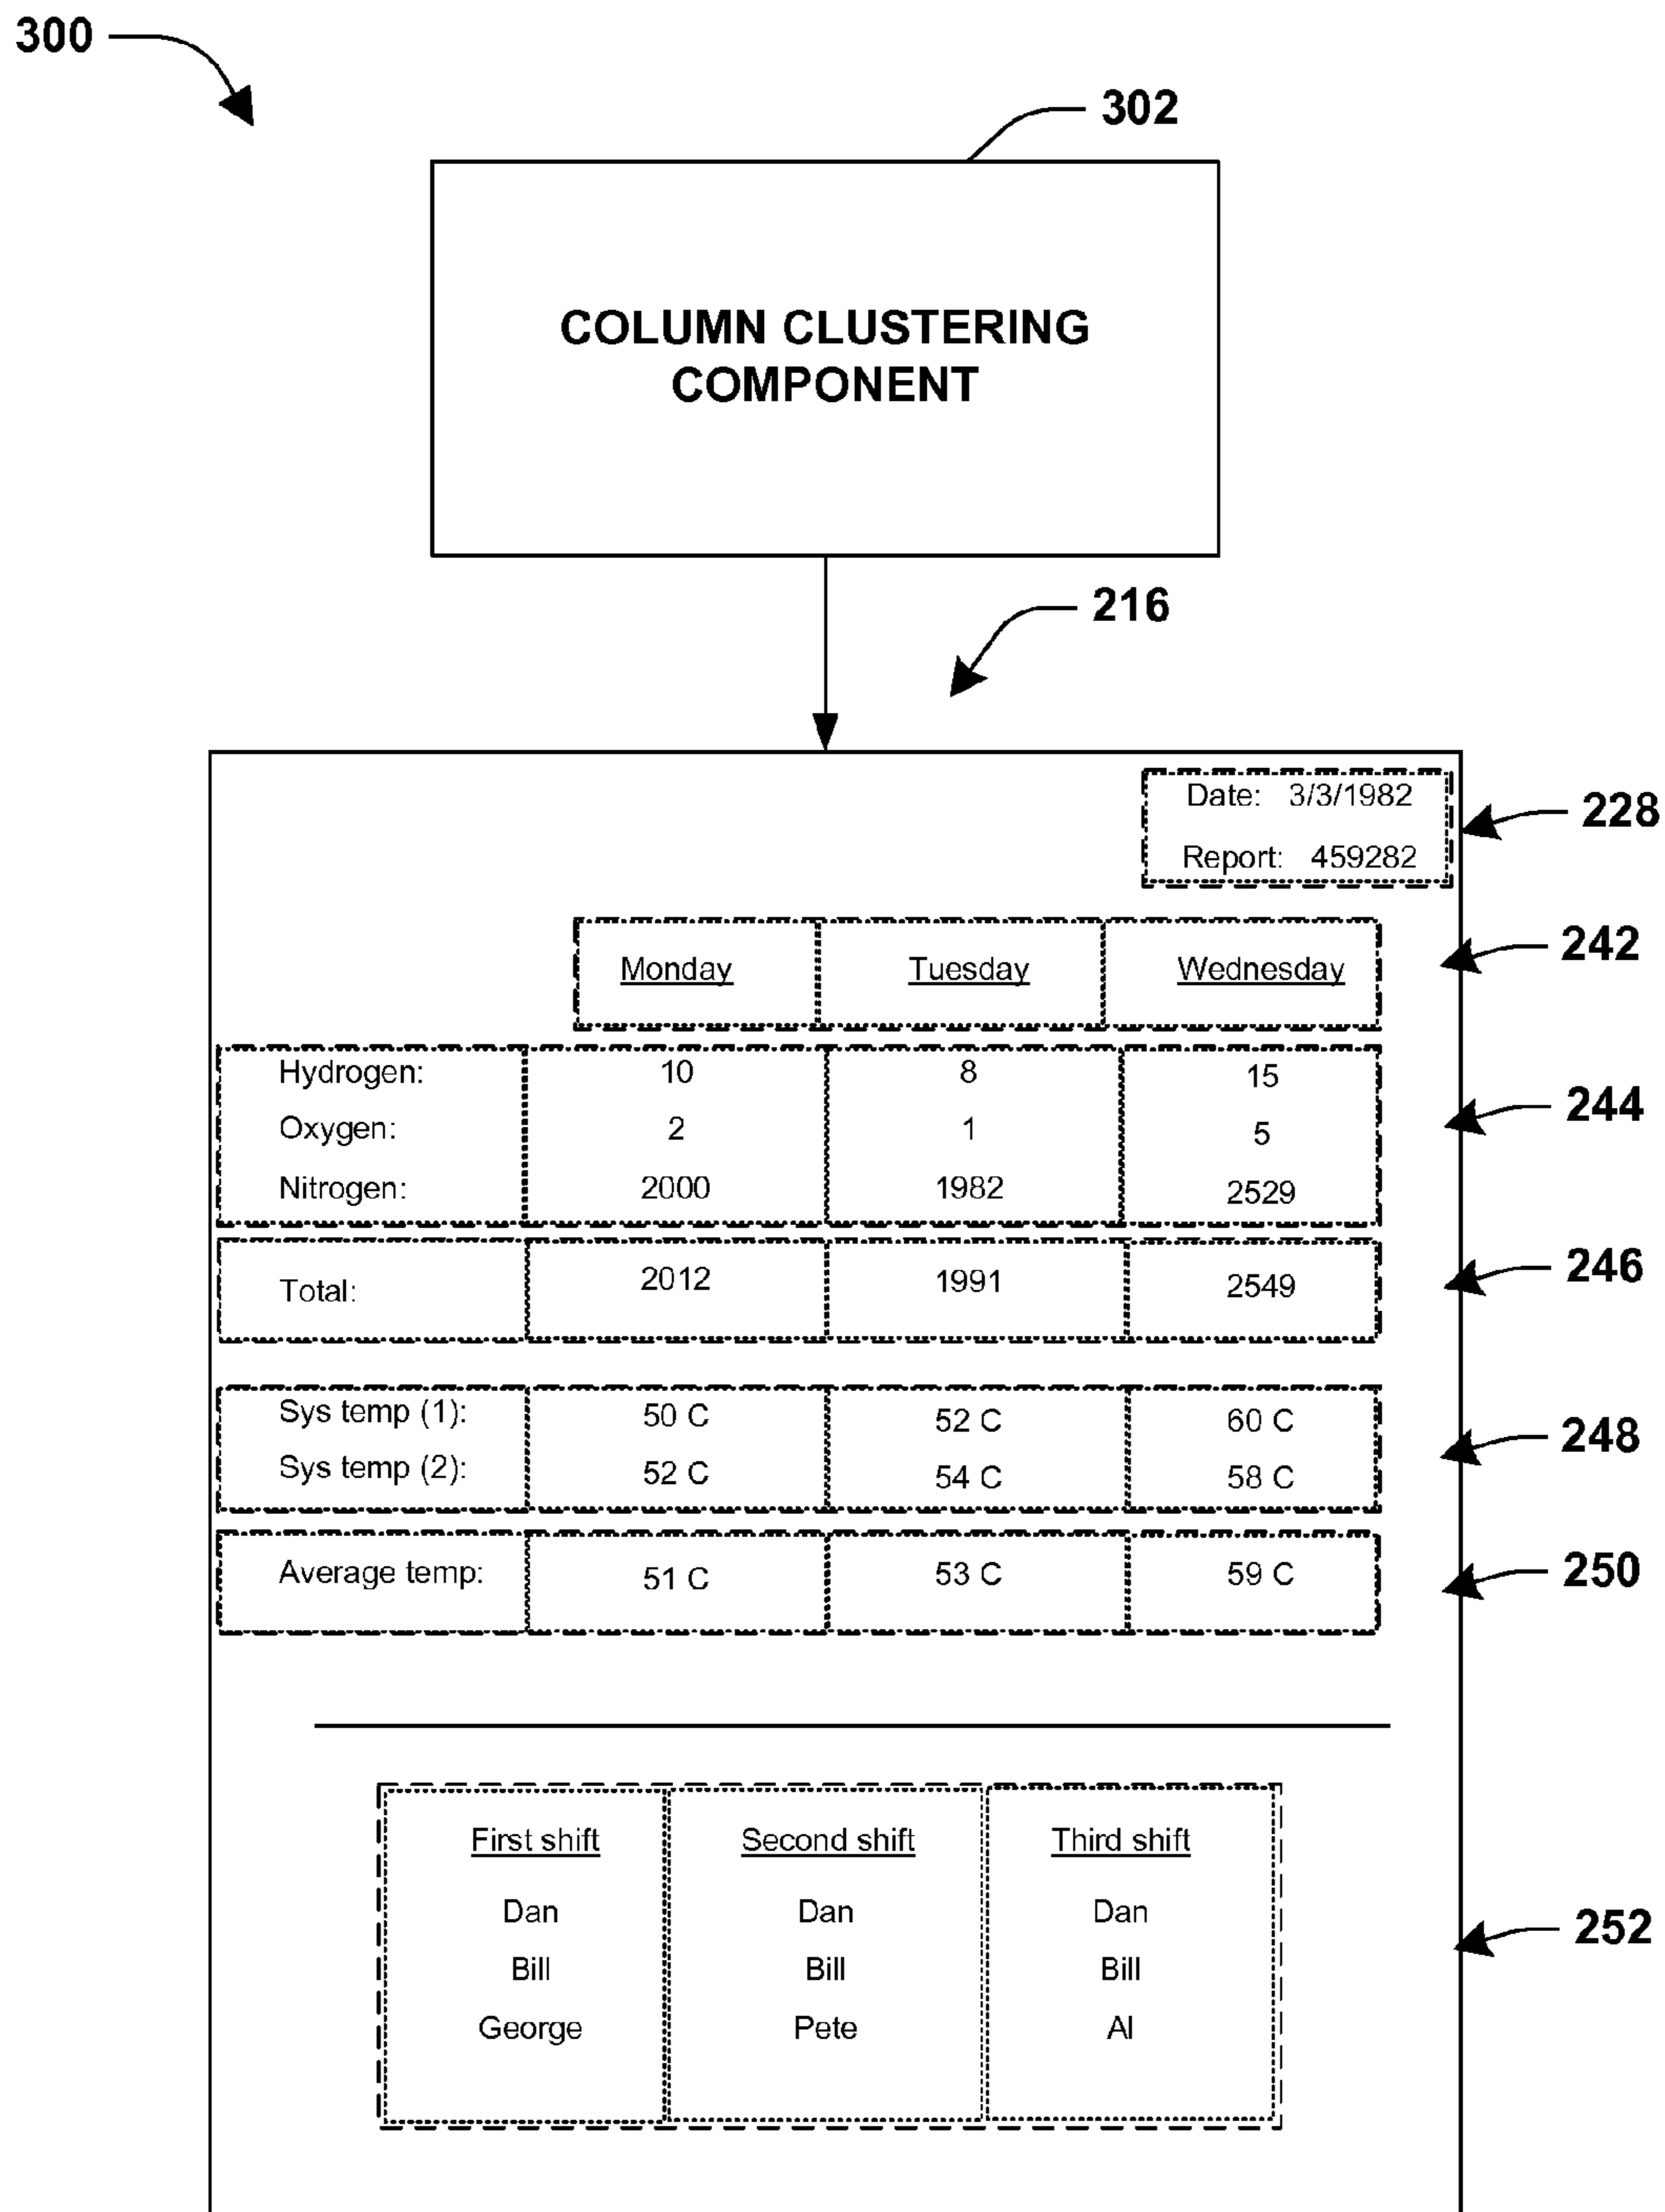 300
302
COLUMN CLUSTERING
COMPONENT
216
Date: 3/3/1982
228
Report: 459282
Monday Tuesday Wednesday
242
Hydrogen: 10 8 15
Oxygen: 2 1 5
244
Nitrogen: 2000 1982 2529
Total: 2012 1991 2549
246
Sys temp (1): 50 C 52 C 60 C
248
Sys temp (2): 52 C 54 C 58 C
Average temp: 51 C 53 C 59 C
250
First shift Second shift Third shift
Dan Dan Dan
252
Bill Bill Bill
George Pete Al